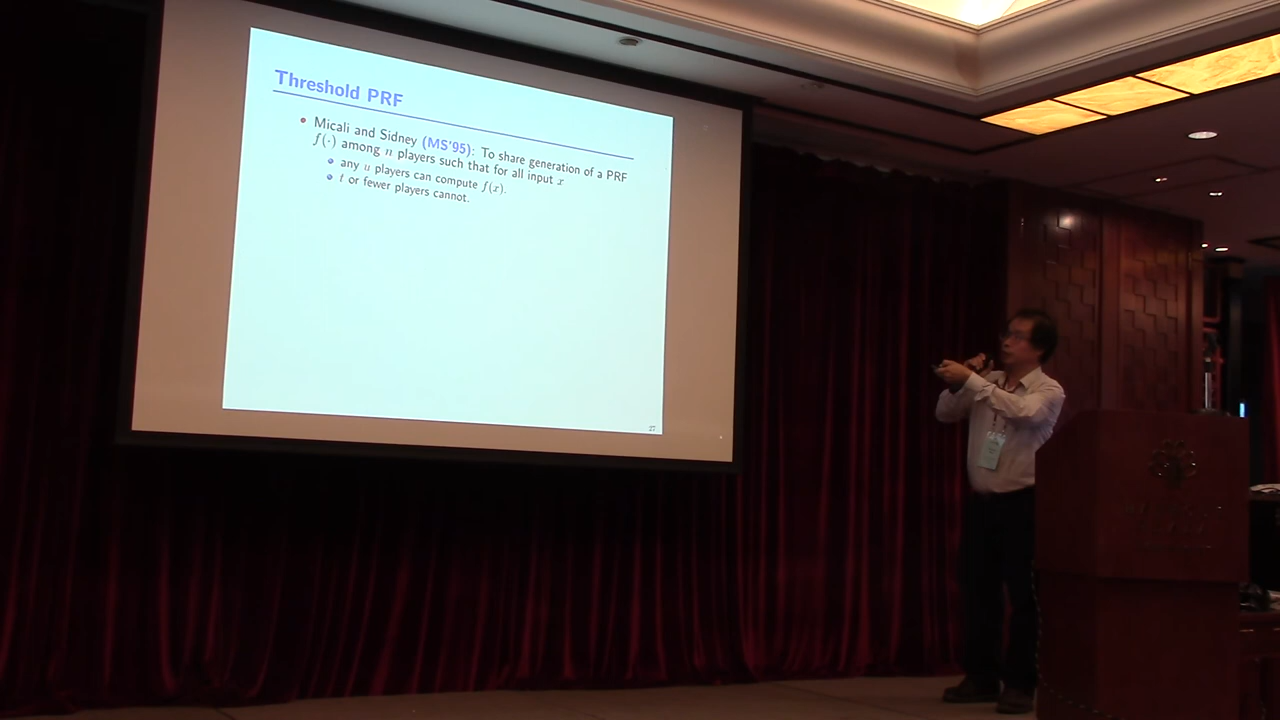 Threshold PRF
• Micali and Sidney (MS'95): To share generation of a PRF
f(·) among n players such that for all input x
• any u players can compute f(x).
• t or fewer players cannot.
27